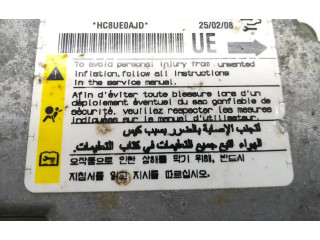 *HC8UE0AJD* 25/02/08
UE
To avoid personal injury from unwanted
inflation, follow all instructions
in the service manual.
Afin d'éviter toute blessure lors d'un
déploiement éventuel du sac gonflable de
sécurité, veuillez respecter les mesures
indiquées sur le manuel d'utilisateur.
لتجنب الإصابة بالضرر بسبب كيس
الهواء اتبع جميع التعليمات في كتاب التعليمات.
오작동으로 인한 상해를 막기 위해, 반드시
지침서를 읽고 지시를 따르십시오.